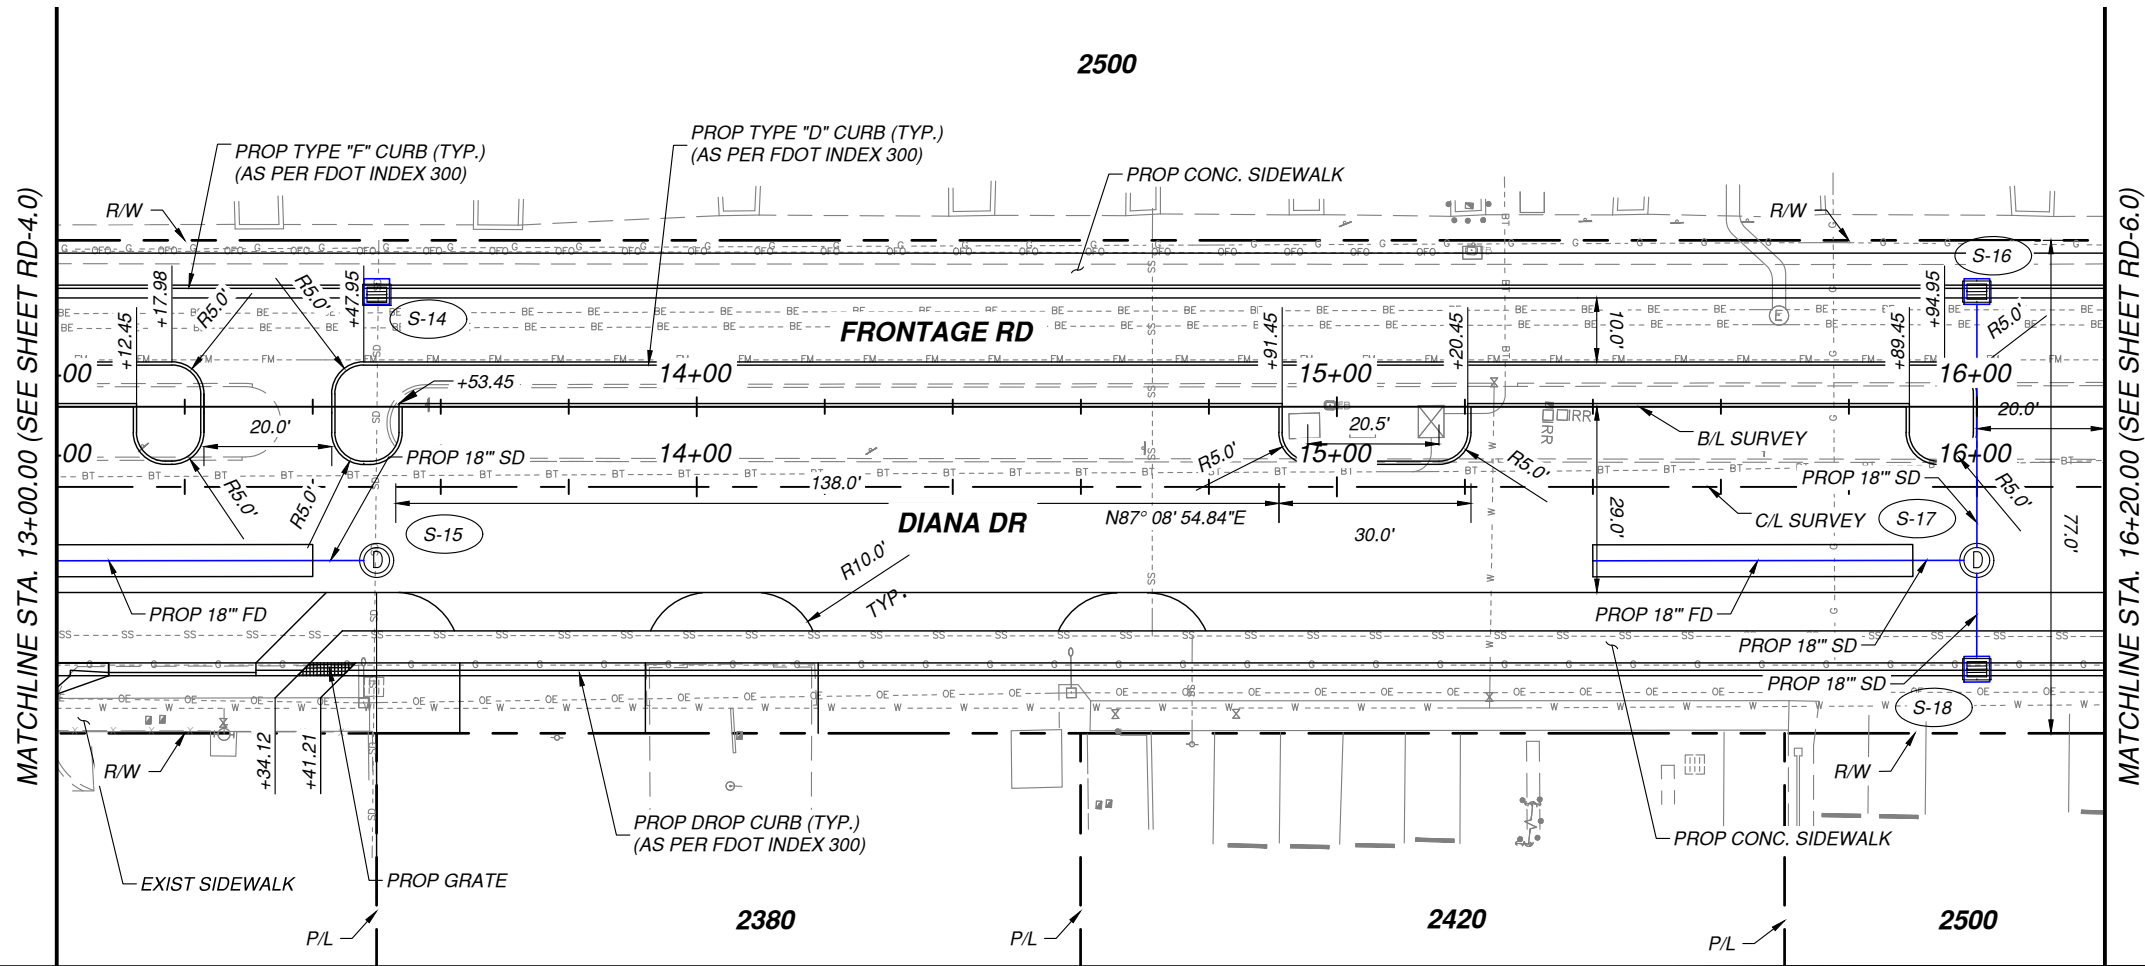 2500
PROP TYPE "F" CURB (TYP.)
(AS PER FDOT INDEX 300)
PROP TYPE "D" CURB (TYP.)
(AS PER FDOT INDEX 300)
PROP CONC. SIDEWALK
R/W
R/W
MATCHLINE STA. 13+00.00 (SEE SHEET RD-4.0)
MATCHLINE STA. 16+20.00 (SEE SHEET RD-6.0)
S-16
+12.45
+17.98
R5.0'
R5.0'
+47.95
S-14
FRONTAGE RD
+91.45
+20.45
10.0'
+89.45
+94.95
R5.0'
-00
+53.45
14+00
15+00
16+00
20.0'
20.0'
20.5'
B/L SURVEY
-00
PROP 18"' SD
14+00
R5.0'
15+00
R5.0'
16+00
PROP 18"' SD
R5.0'
R5.0'
R5.0'
138.0'
S-15
DIANA DR
N87° 08' 54.84"E
30.0'
29.0'
C/L SURVEY
S-17
77.0'
R10.0'
TYP.
D
D
PROP 18"' FD
PROP 18"' FD
PROP 18"' SD
PROP 18"' SD
S-18
R/W
+34.12
+41.21
R/W
PROP DROP CURB (TYP.)
(AS PER FDOT INDEX 300)
PROP CONC. SIDEWALK
EXIST SIDEWALK
PROP GRATE
P/L
2380
P/L
2420
P/L
2500